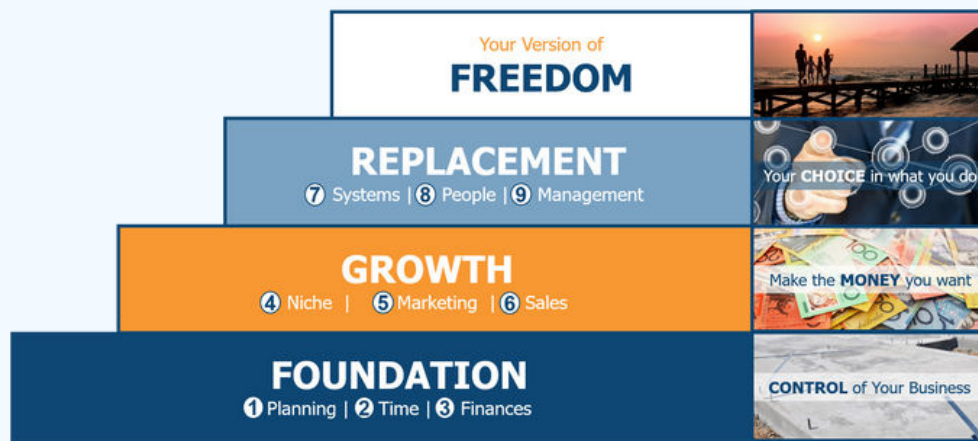 Your Version of
FREEDOM
REPLACEMENT
7 Systems | 8 People | 9 Management
Your CHOICE in what you do
GROWTH
4 Niche | 5 Marketing | 6 Sales
Make the MONEY you want
FOUNDATION
1 Planning | 2 Time | 3 Finances
CONTROL of Your Business